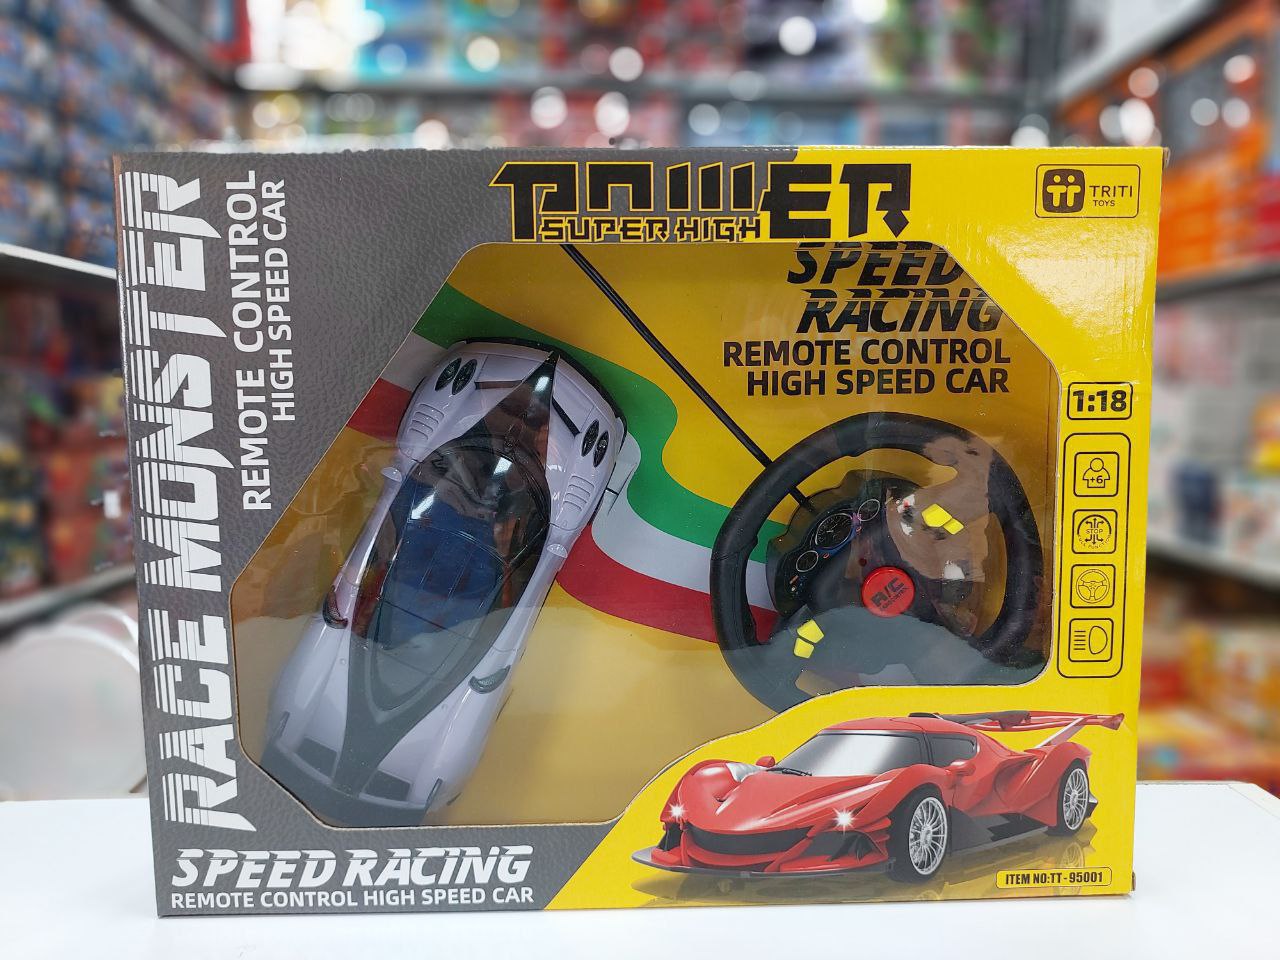 RACE MONSTER
REMOTE CONTROL
HIGH SPEED CAR
POWER
SUPER HIGH
TRITI
TOYS
SPEED
RACING
REMOTE CONTROL
HIGH SPEED CAR
1:18
+6
STOP
R/C
SPEED RACING
REMOTE CONTROL HIGH SPEED CAR
ITEM NO:TT-95001